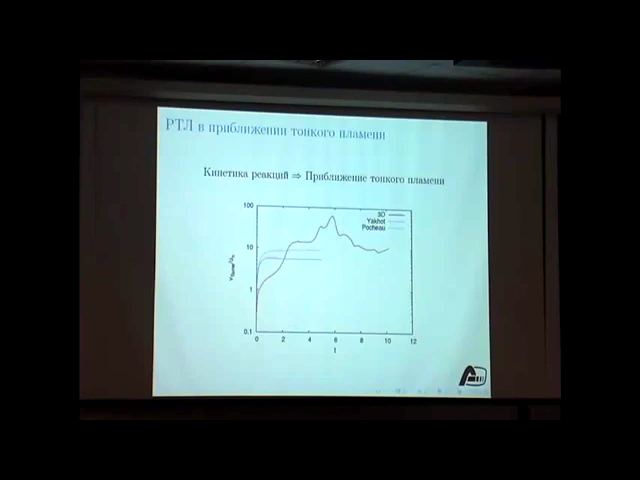 РТЛ в приближении тонкого пламени
Кинетика реакций ⇒ Приближение тонкого пламени
100
10
1
0.1
3D
Yakhot
Pocheau
0 2 4 6 8 10 12
t